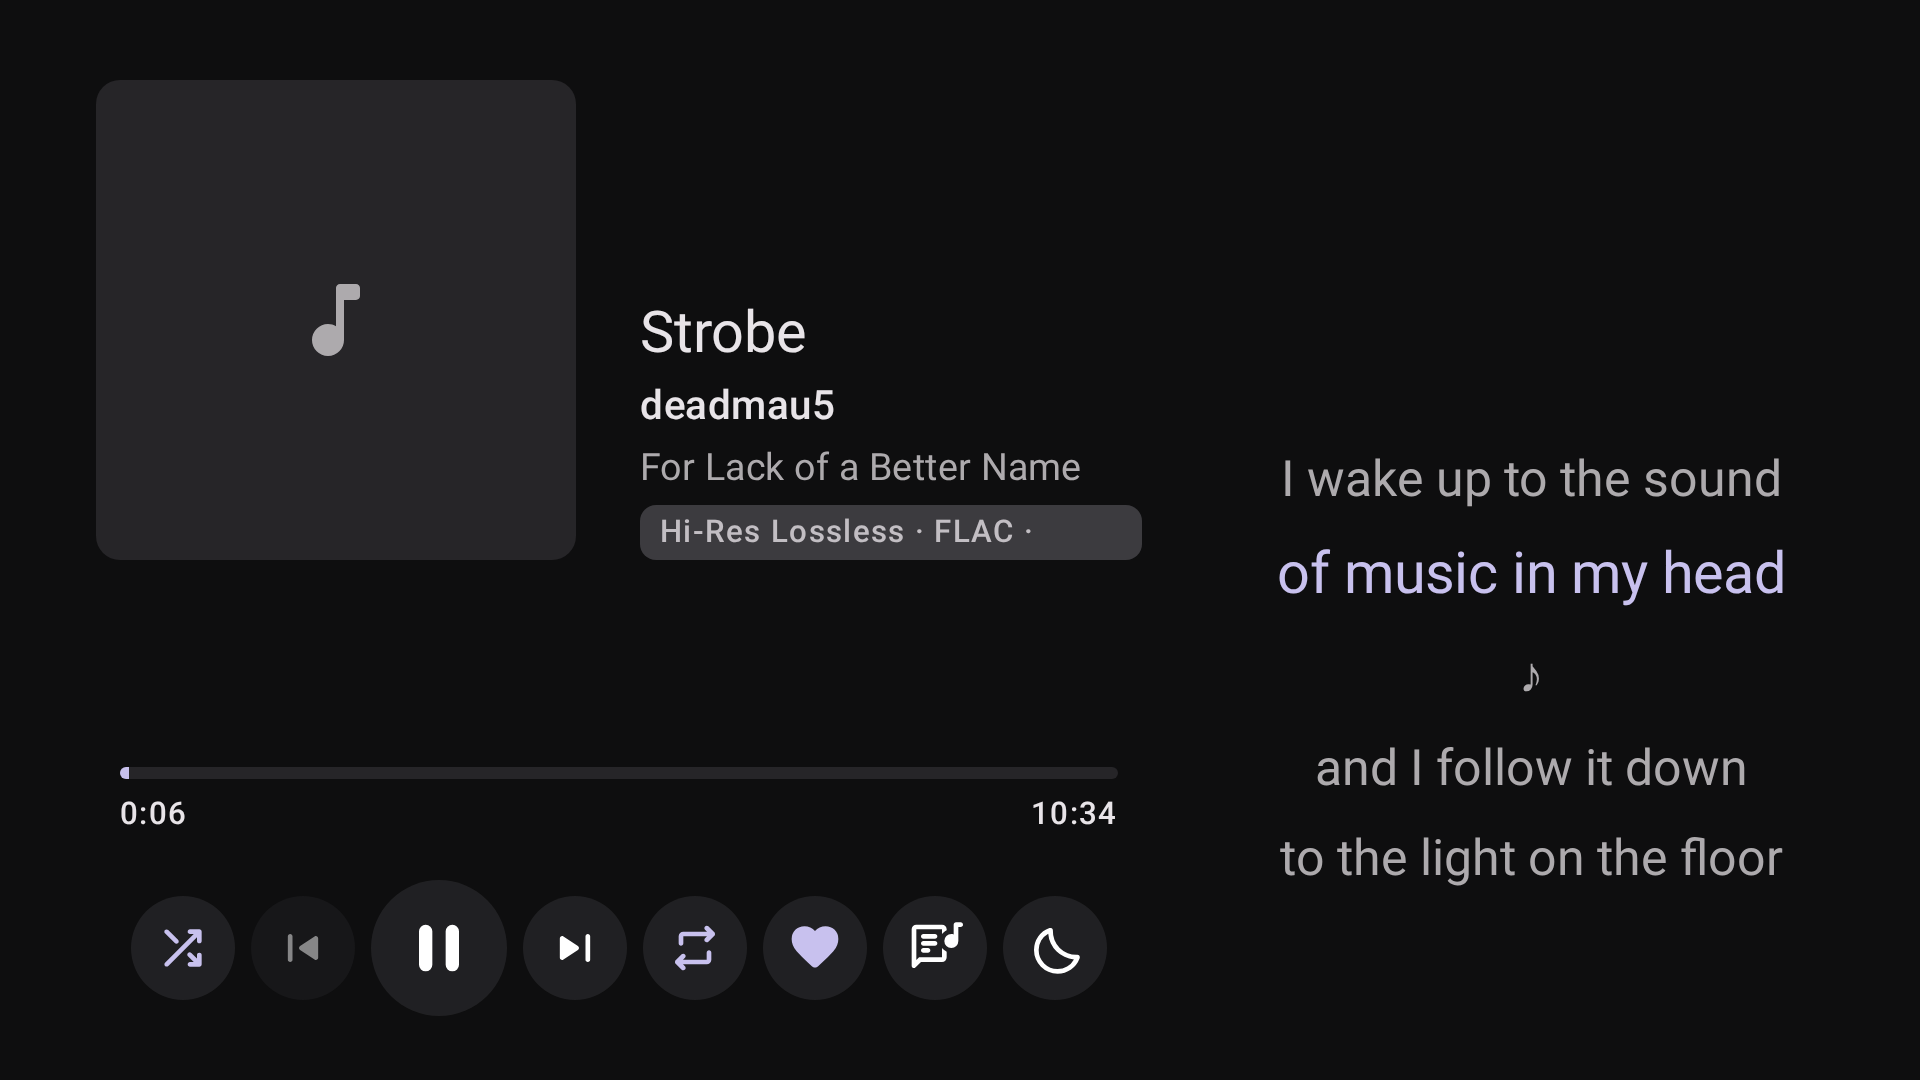 Strobe
deadmau5
For Lack of a Better Name
Hi-Res Lossless · FLAC ·
0:06
10:34
I wake up to the sound
of music in my head
♪
and I follow it down
to the light on the floor